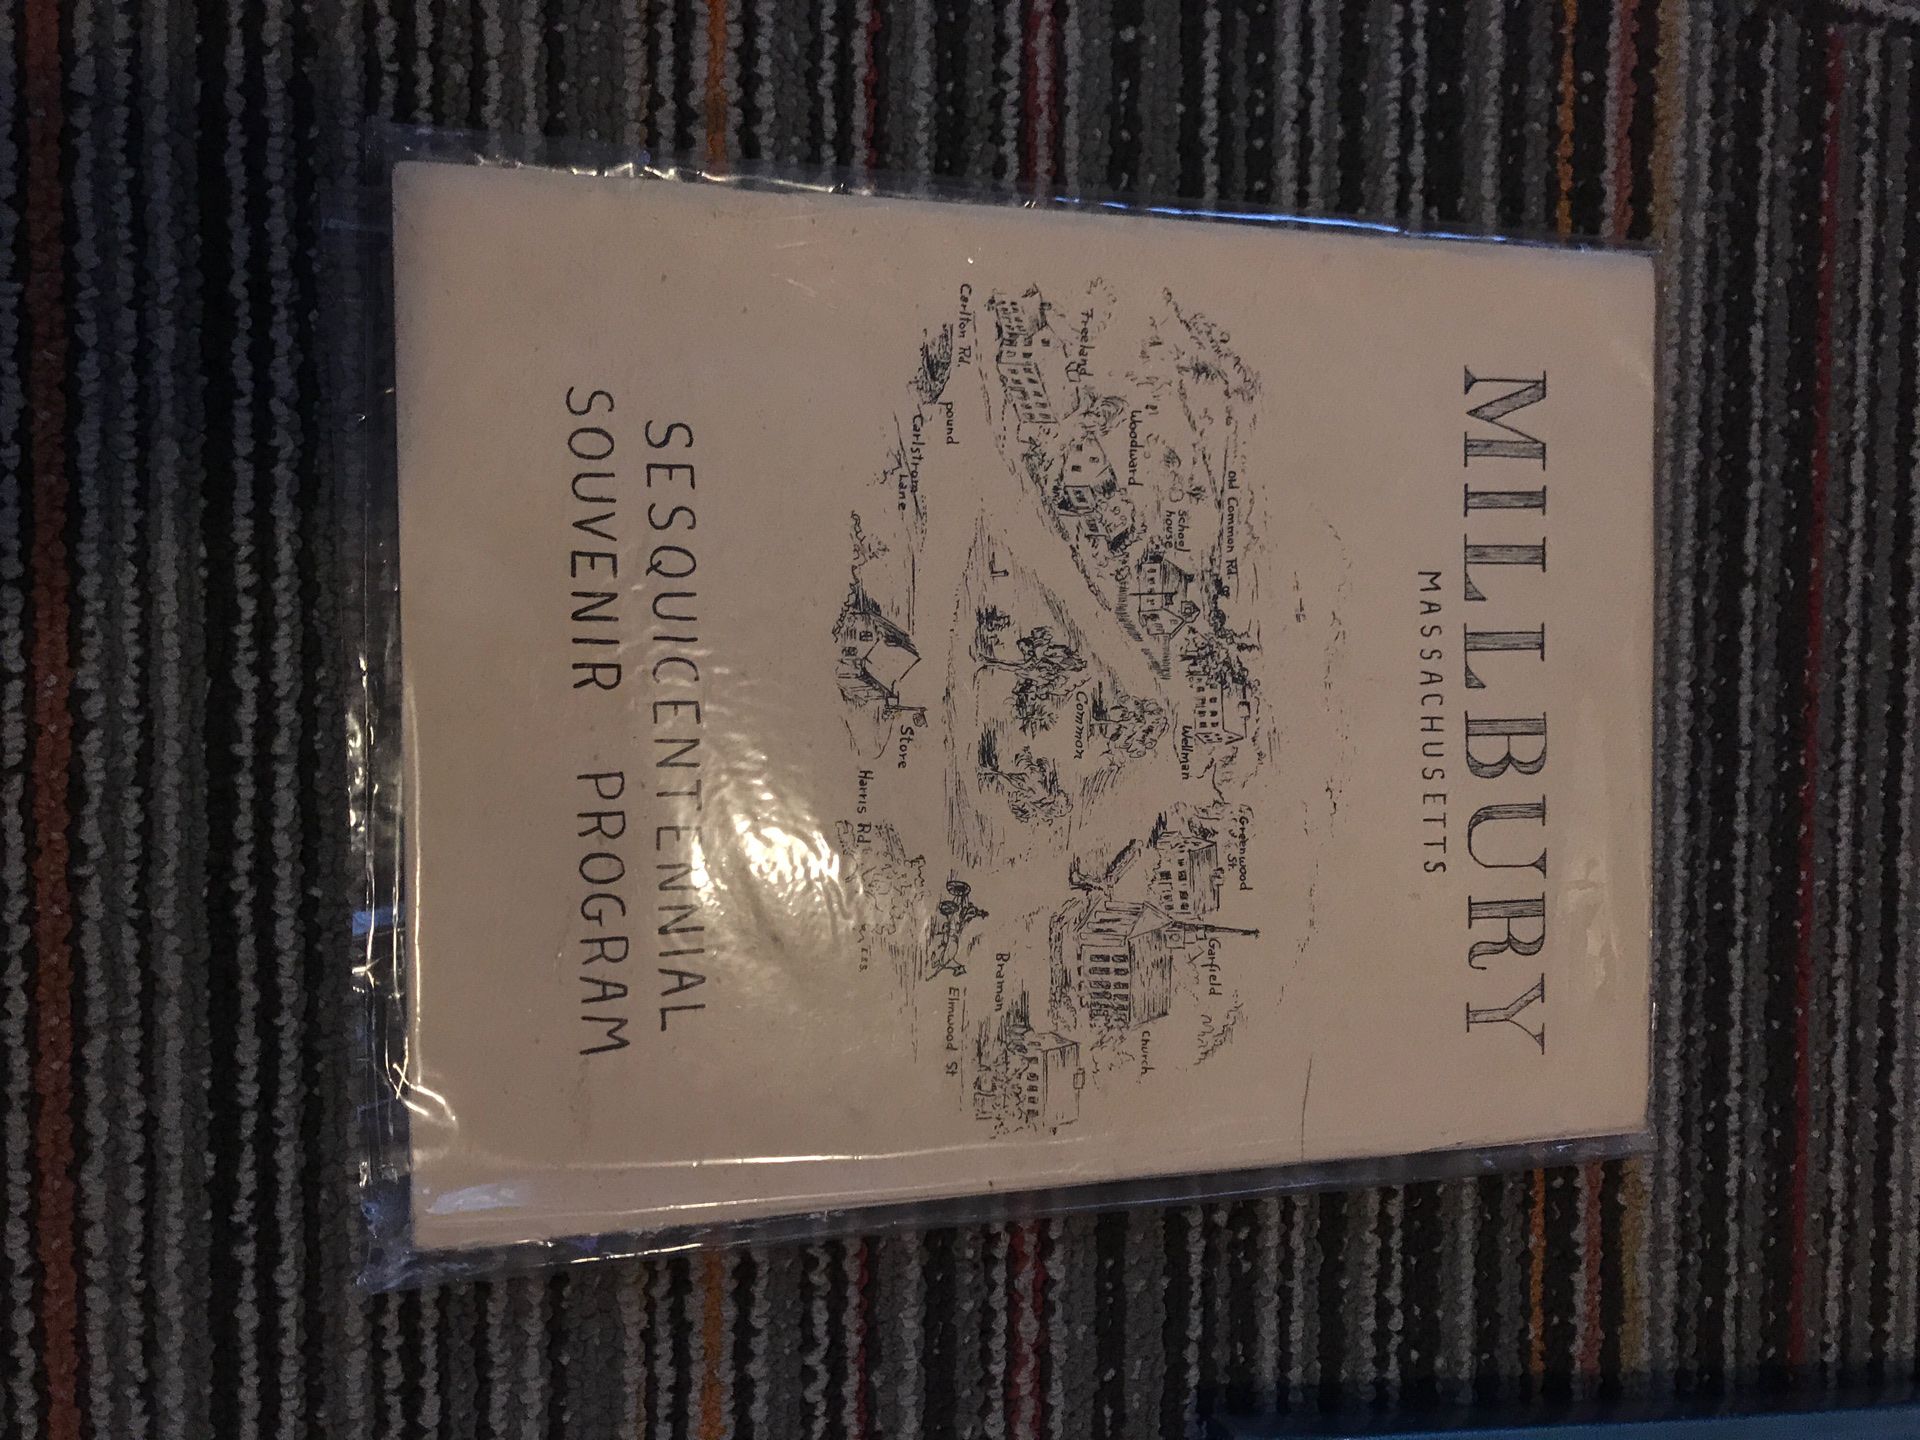 MILLBURY
MASSACHUSETTS
Old Common Rd
School
house
Woodward
Freeland
Wellman
Greenwood
St.
Garfield
Church
Common
Carlton Rd.
pound
Carlstrom
Lane
Store
Harris Rd
Braman
Elmwood St
SESQUICENTENNIAL
SOUVENIR PROGRAM